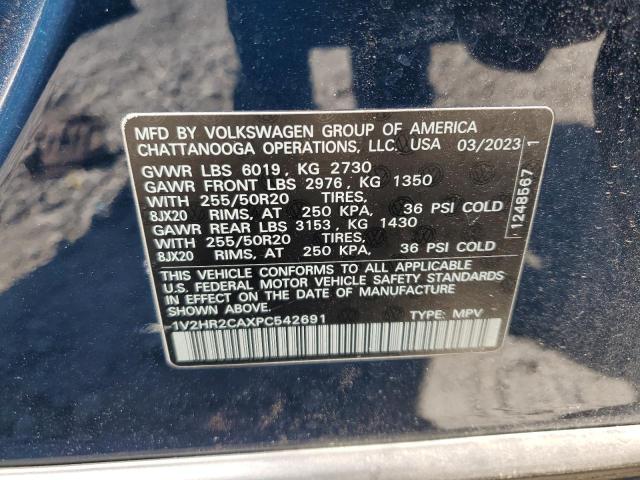 MFD BY VOLKSWAGEN GROUP OF AMERICA
CHATTANOOGA OPERATIONS, LLC, USA 03/2023
GVWR LBS 6019, KG 2730
GAWR FRONT LBS 2976, KG 1350
WITH 255/50R20 TIRES,
8JX20 RIMS, AT 250 KPA, 36 PSI COLD
GAWR REAR LBS 3153, KG 1430
WITH 255/50R20 TIRES,
8JX20 RIMS, AT 250 KPA, 36 PSI COLD
THIS VEHICLE CONFORMS TO ALL APPLICABLE
U.S. FEDERAL MOTOR VEHICLE SAFETY STANDARDS
IN EFFECT ON THE DATE OF MANUFACTURE
SHOWN ABOVE.
1V2HR2CAXPC542691 TYPE: MPV
1248567
1